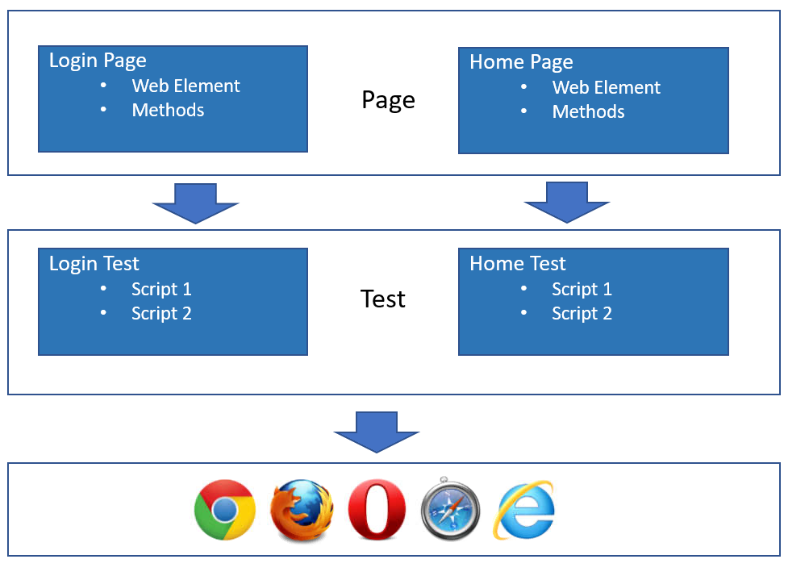 Login Page
• Web Element
• Methods
Page
Home Page
• Web Element
• Methods
Login Test
• Script 1
• Script 2
Test
Home Test
• Script 1
• Script 2